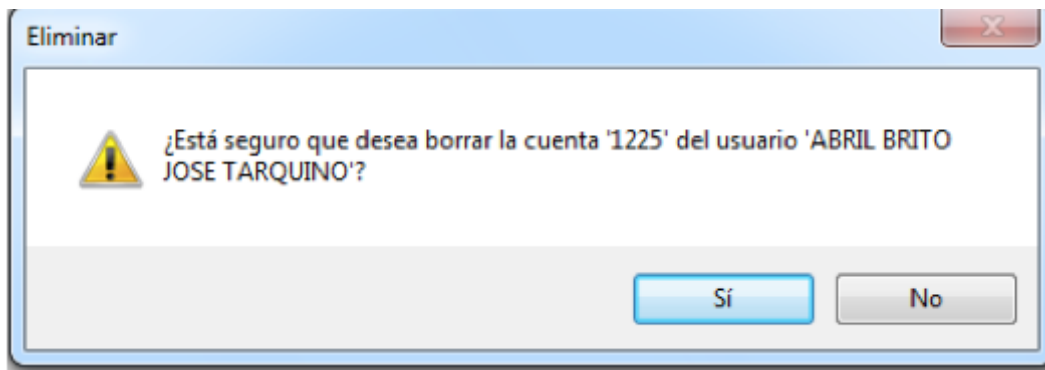 Eliminar
¿Está seguro que desea borrar la cuenta '1225' del usuario 'ABRIL BRITO
JOSE TARQUINO'?
Sí
No